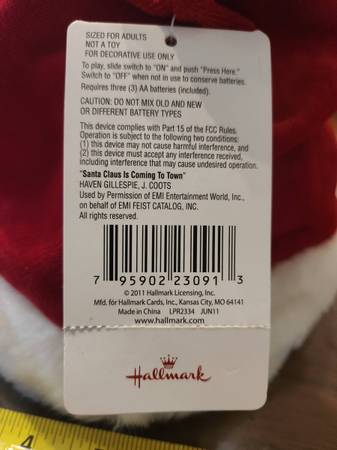 SIZED FOR ADULTS
NOT A TOY
FOR DECORATIVE USE ONLY
To play, slide switch to "ON" and push "Press Here."
Switch to "OFF" when not in use to conserve batteries.
Requires three (3) AA batteries (included).
CAUTION: DO NOT MIX OLD AND NEW
OR DIFFERENT BATTERY TYPES
This device complies with Part 15 of the FCC Rules.
Operation is subject to the following two conditions:
(1) this device may not cause harmful interference, and
(2) this device must accept any interference received,
including interference that may cause undesired operation.
"Santa Claus Is Coming To Town"
HAVEN GILLESPIE, J. COOTS
Used by Permission of EMI Entertainment World, Inc.,
on behalf of EMI FEIST CATALOG, INC.
All rights reserved.
7 95902 23091 3
© 2011 Hallmark Licensing, Inc.
Mfd. for Hallmark Cards, Inc., Kansas City, MO 64141
Made in China LPR2334 JUN11
www.hallmark.com
Hallmark
4